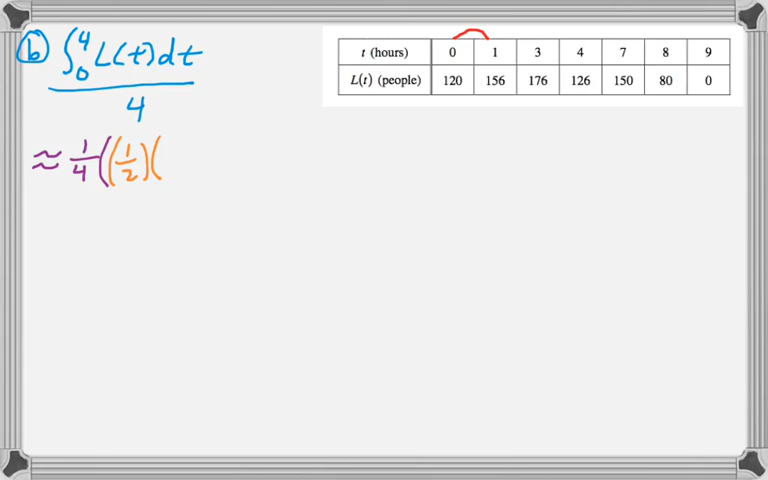 (b) ∫₀⁴ L(t)dt
4
≈ 1/4((1/2)(
t (hours) 0 1 3 4 7 8 9
L(t) (people) 120 156 176 126 150 80 0